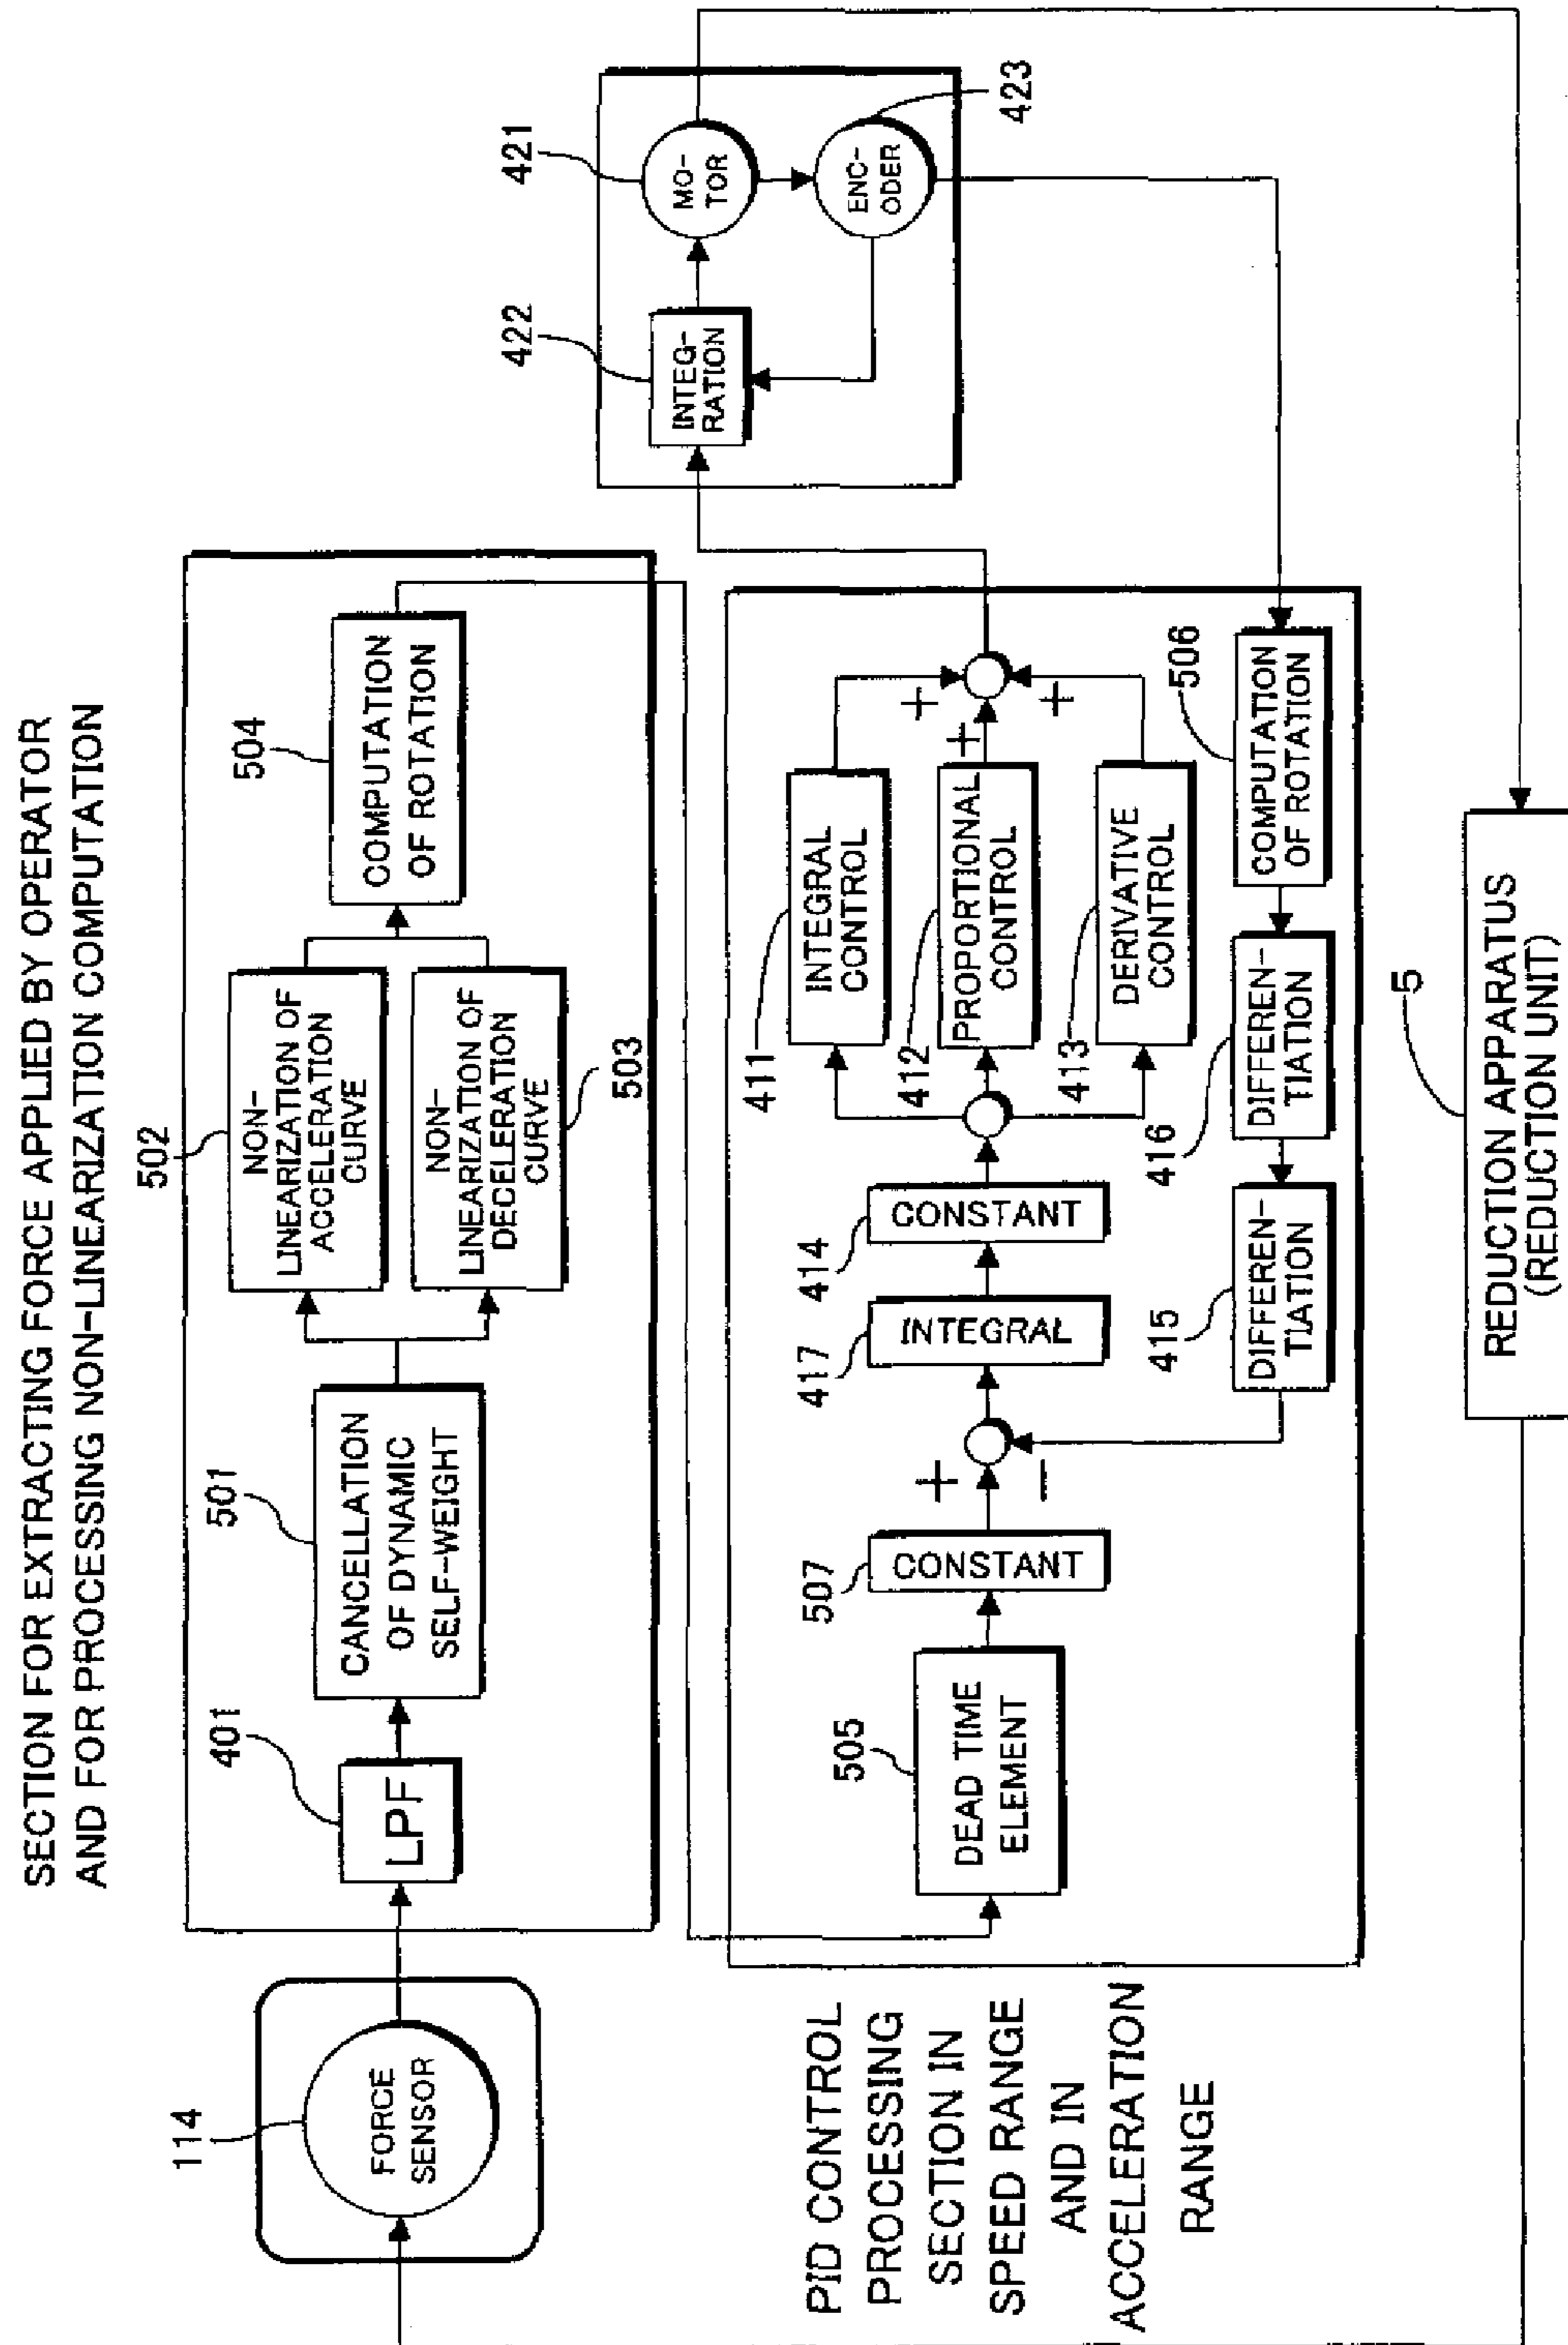 SECTION FOR EXTRACTING FORCE APPLIED BY OPERATOR
AND FOR PROCESSING NON-LINEARIZATION COMPUTATION
114
FORCE
SENSOR
401
LPF
501
CANCELLATION
OF DYNAMIC
SELF-WEIGHT
502
NON-
LINEARIZATION OF
ACCELERATION
CURVE
NON-
LINEARIZATION OF
DECELERATION
CURVE
503
504
COMPUTATION
OF ROTATION
422
INTEG-
RATION
421
MO-
TOR
ENC-
ODER
423
PID CONTROL
PROCESSING
SECTION IN
SPEED RANGE
AND IN
ACCELERATION
RANGE
505
DEAD TIME
ELEMENT
507
CONSTANT
+
−
417
INTEGRAL
414
CONSTANT
411
INTEGRAL
CONTROL
412
PROPORTIONAL
CONTROL
413
DERIVATIVE
CONTROL
+
+
+
415
DIFFEREN-
TIATION
416
DIFFEREN-
TIATION
506
COMPUTATION
OF ROTATION
5
REDUCTION APPARATUS
(REDUCTION UNIT)